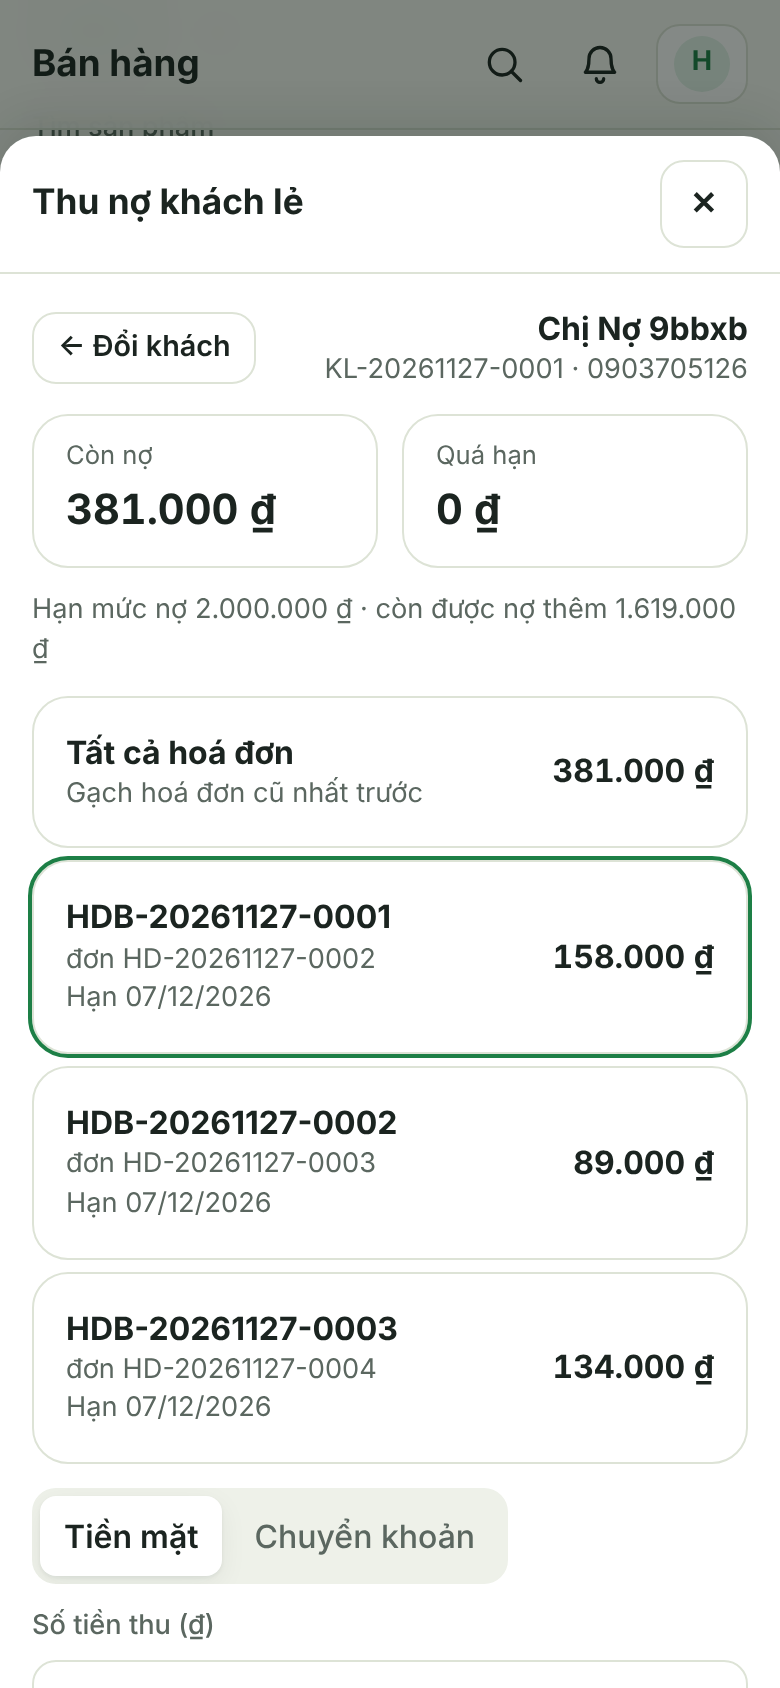 Bán hàng
H
Tìm sản phẩm
Thu nợ khách lẻ
×
← Đổi khách
Chị Nợ 9bbxb
KL-20261127-0001 · 0903705126
Còn nợ
381.000 ₫
Quá hạn
0 ₫
Hạn mức nợ 2.000.000 ₫ · còn được nợ thêm 1.619.000
₫
Tất cả hoá đơn
Gạch hoá đơn cũ nhất trước
381.000 ₫
HDB-20261127-0001
đơn HD-20261127-0002
Hạn 07/12/2026
158.000 ₫
HDB-20261127-0002
đơn HD-20261127-0003
Hạn 07/12/2026
89.000 ₫
HDB-20261127-0003
đơn HD-20261127-0004
Hạn 07/12/2026
134.000 ₫
Tiền mặt
Chuyển khoản
Số tiền thu (₫)